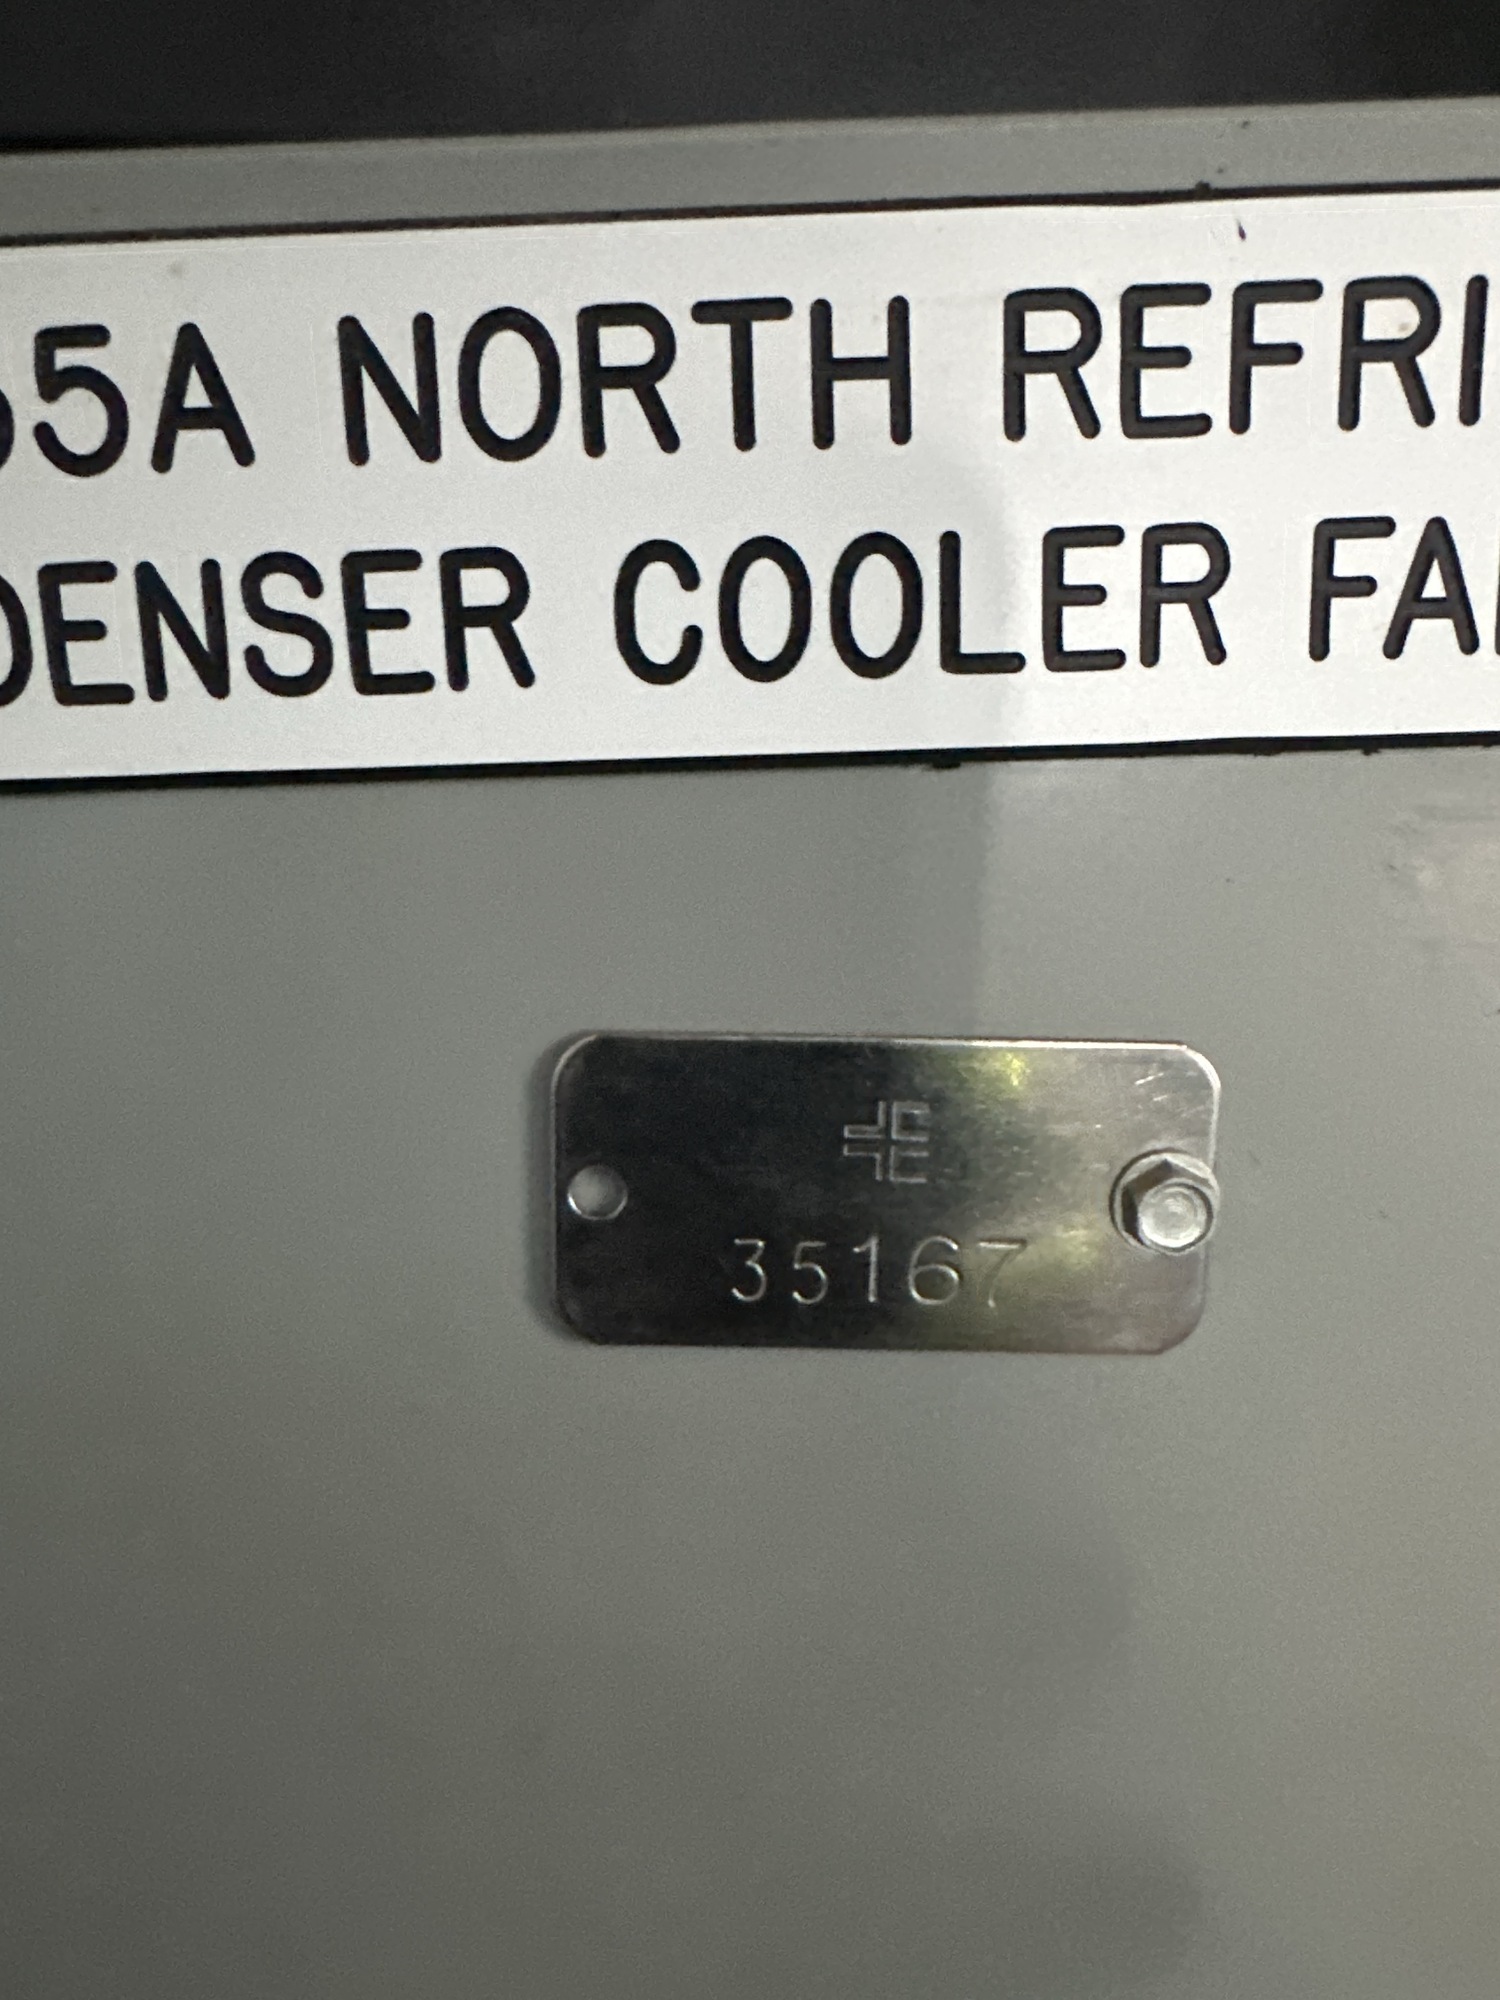 55A NORTH REFRI
DENSER COOLER FA
35167